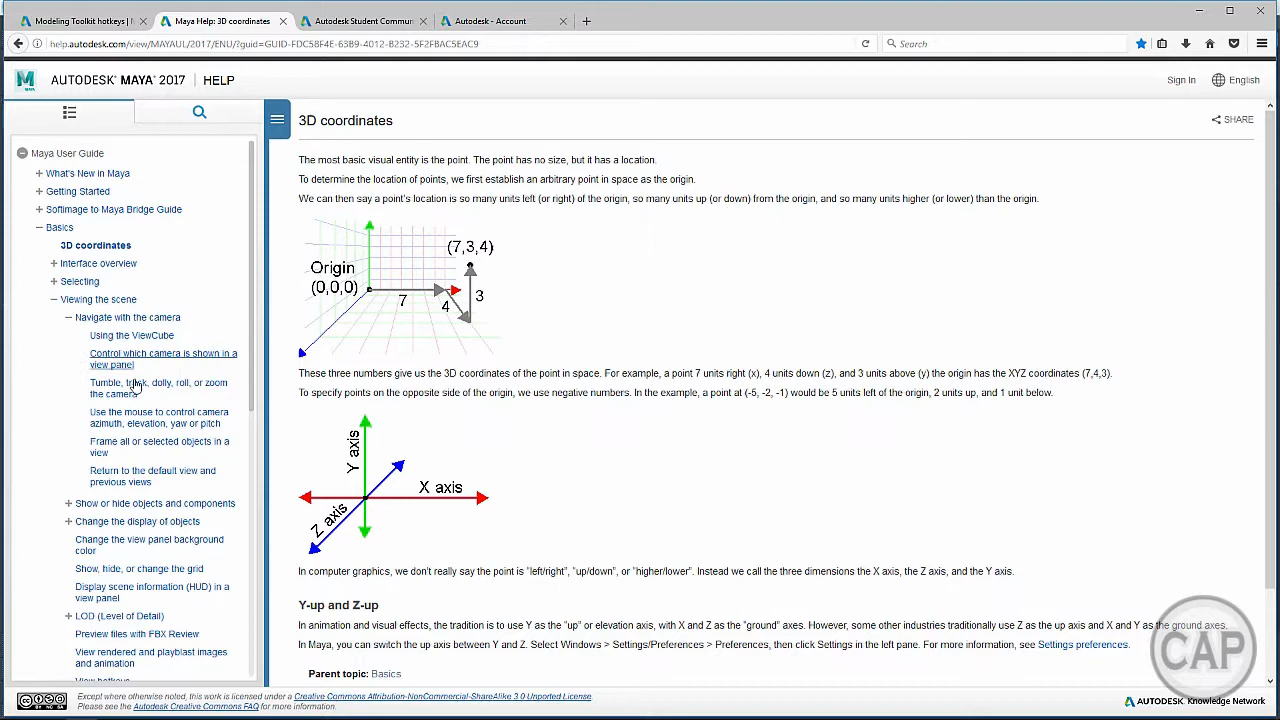 Modeling Toolkit hotkeys | M
Maya Help: 3D coordinates
Autodesk Student Commun
Autodesk - Account
help.autodesk.com/view/MAYAUL/2017/ENU/?guid=GUID-FDC58F4E-63B9-4012-B232-5F2FBAC5EAC9
Search
AUTODESK® MAYA® 2017 | HELP
Sign In
English
3D coordinates
SHARE
Maya User Guide
What's New in Maya
Getting Started
Softimage to Maya Bridge Guide
Basics
3D coordinates
Interface overview
Selecting
Viewing the scene
Navigate with the camera
Using the ViewCube
Control which camera is shown in a
view panel
Tumble, track, dolly, roll, or zoom
the camera
Use the mouse to control camera
azimuth, elevation, yaw or pitch
Frame all or selected objects in a
view
Return to the default view and
previous views
Show or hide objects and components
Change the display of objects
Change the view panel background
color
Show, hide, or change the grid
Display scene information (HUD) in a
view panel
LOD (Level of Detail)
Preview files with FBX Review
View rendered and playblast images
and animation
View hotkeys
The most basic visual entity is the point. The point has no size, but it has a location.
To determine the location of points, we first establish an arbitrary point in space as the origin.
We can then say a point's location is so many units left (or right) of the origin, so many units up (or down) from the origin, and so many units higher (or lower) than the origin.
(7,3,4)
Origin
(0,0,0)
7
4
3
These three numbers give us the 3D coordinates of the point in space. For example, a point 7 units right (x), 4 units down (z), and 3 units above (y) the origin has the XYZ coordinates (7,4,3).
To specify points on the opposite side of the origin, we use negative numbers. In the example, a point at (-5, -2, -1) would be 5 units left of the origin, 2 units up, and 1 unit below.
Y axis
X axis
Z axis
In computer graphics, we don't really say the point is "left/right", "up/down", or "higher/lower". Instead we call the three dimensions the X axis, the Z axis, and the Y axis.
Y-up and Z-up
In animation and visual effects, the tradition is to use Y as the "up" or elevation axis, with X and Z as the "ground" axes. However, some other industries traditionally use Z as the up axis and X and Y as the ground axes.
In Maya, you can switch the up axis between Y and Z. Select Windows > Settings/Preferences > Preferences, then click Settings in the left pane. For more information, see Settings preferences.
Parent topic: Basics
CAP
Except where otherwise noted, this work is licensed under a Creative Commons Attribution-NonCommercial-ShareAlike 3.0 Unported License.
Please see the Autodesk Creative Commons FAQ for more information.
AUTODESK. Knowledge Network